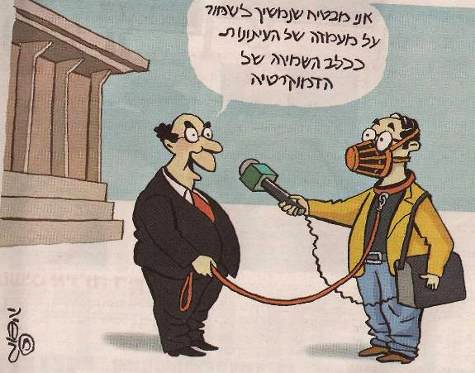 אני מבטיח שנמשיך לשמור
על מעמדה של העיתונות
ככלב השמירה של
הדמוקרטיה